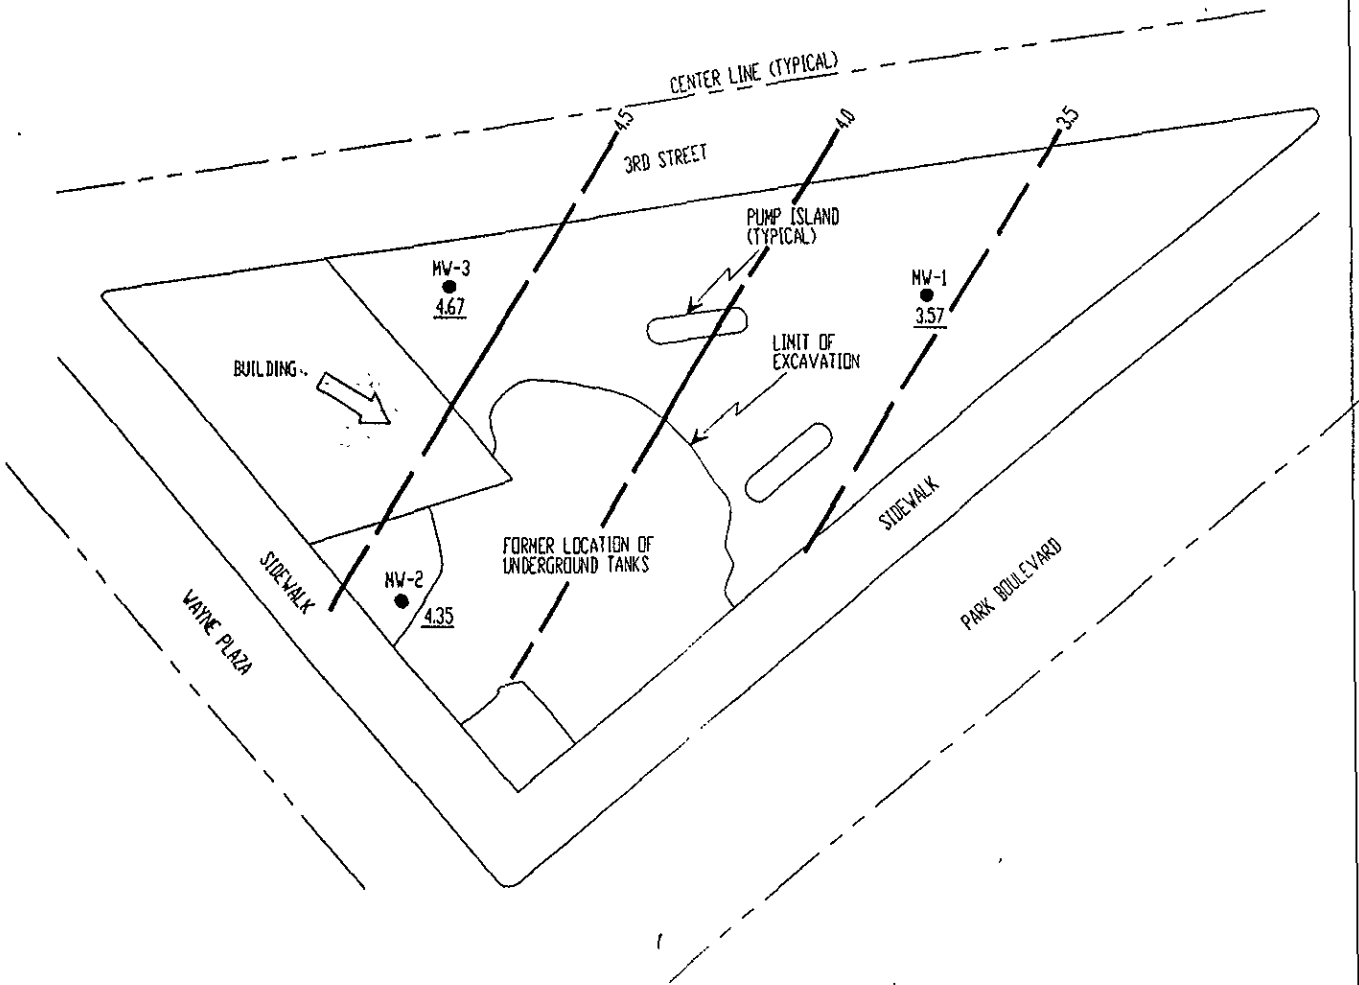 CENTER LINE (TYPICAL)
4.5
4.0
3.5
3RD STREET
PUMP ISLAND
(TYPICAL)
MW-3
4.67
MW-1
3.57
LIMIT OF
EXCAVATION
BUILDING
SIDEWALK
FORMER LOCATION OF
UNDERGROUND TANKS
SIDEWALK
MW-2
4.35
WAYNE PLAZA
PARK BOULEVARD